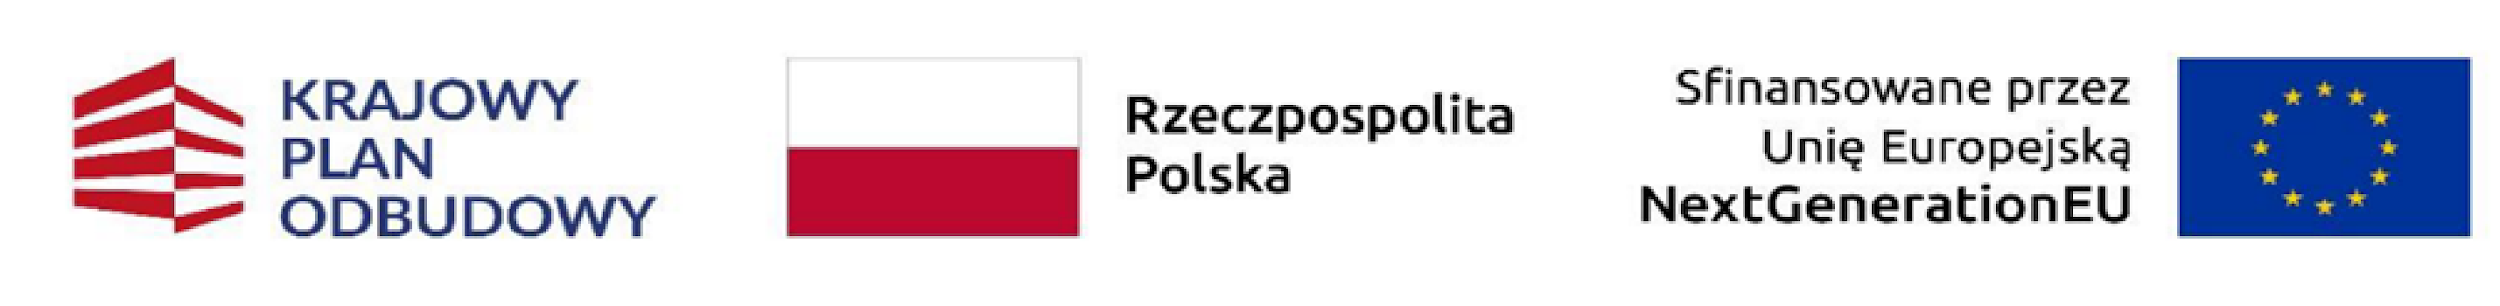 KRAJOWY
PLAN
ODBUDOWY
Rzeczpospolita
Polska
Sfinansowane przez
Unię Europejską
NextGenerationEU